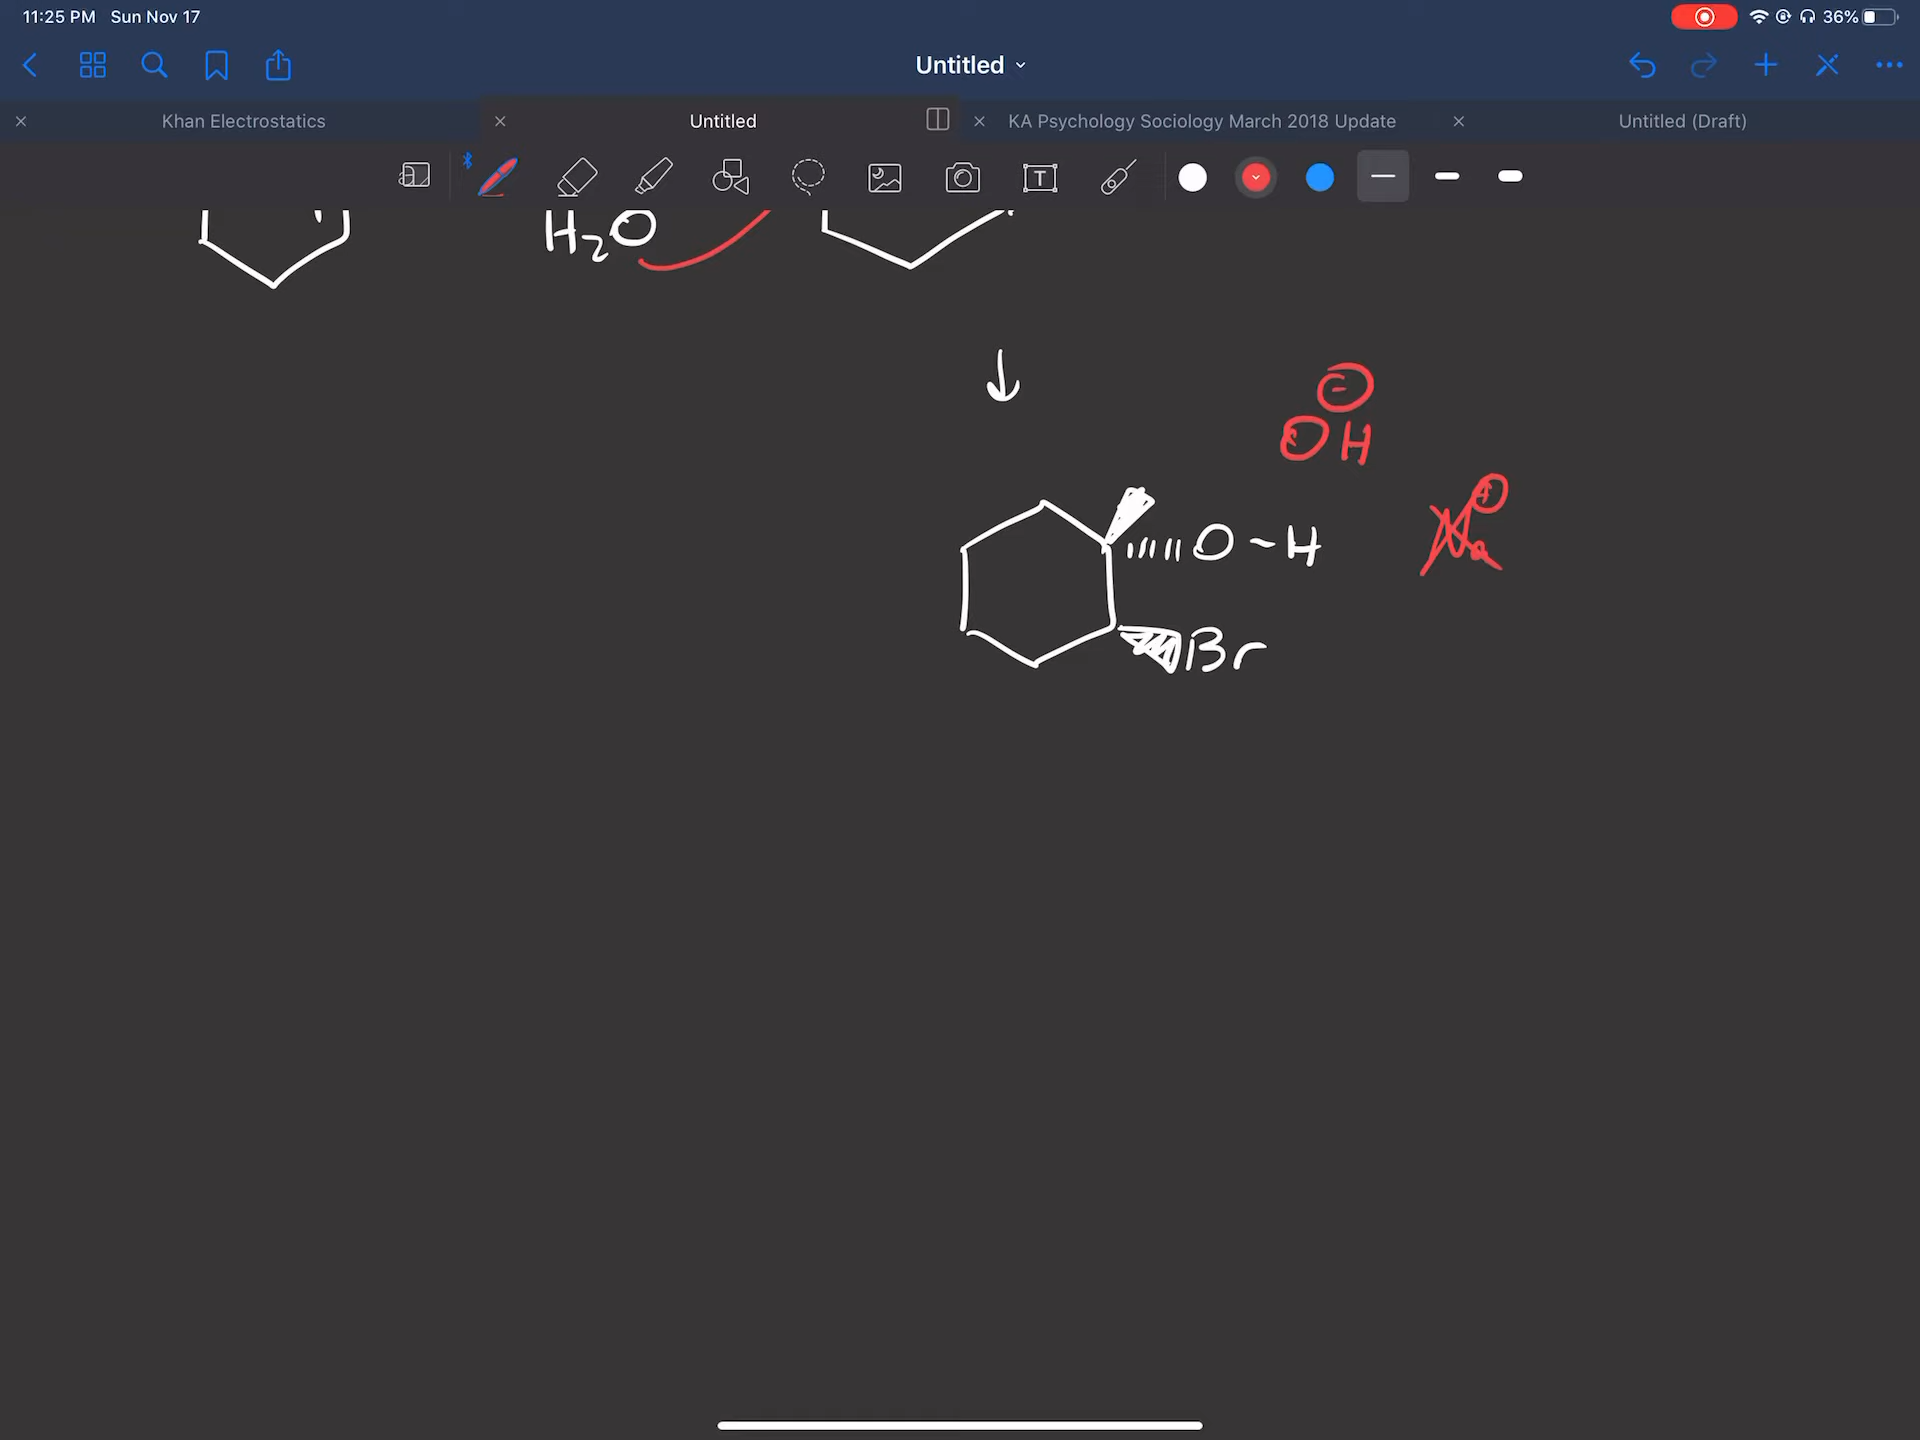 11:25 PM Sun Nov 17
36%
Untitled
Khan Electrostatics
Untitled
KA Psychology Sociology March 2018 Update
Untitled (Draft)
T
H₂O
OH
Na
O-H
Br